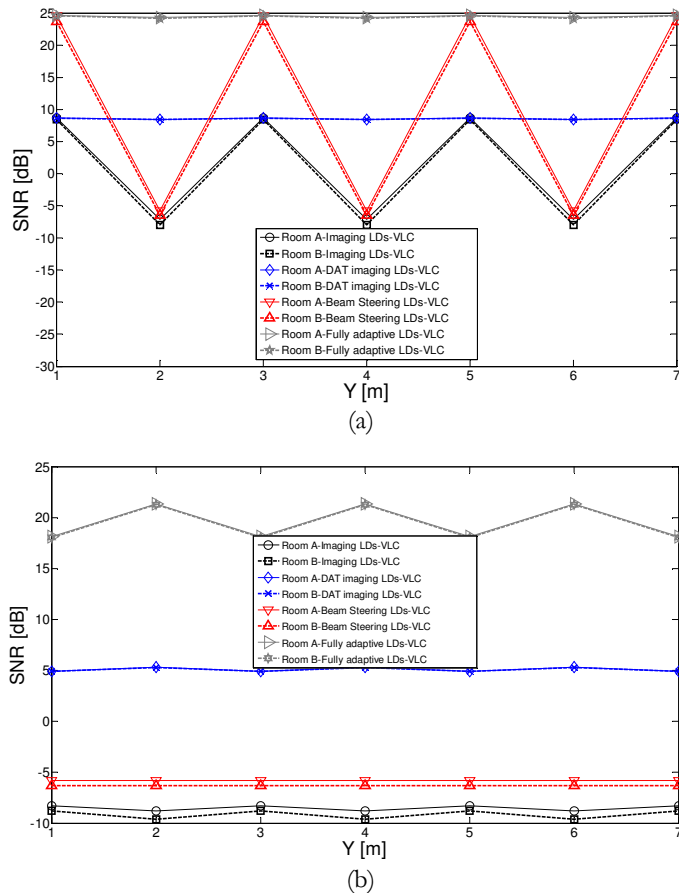 25
20
15
10
5
0
-5
-10
-15
-20
-25
-30
SNR [dB]
Room A-Imaging LDs-VLC
Room B-Imaging LDs-VLC
Room A-DAT imaging LDs-VLC
Room B-DAT imaging LDs-VLC
Room A-Beam Steering LDs-VLC
Room B-Beam Steering LDs-VLC
Room A-Fully adaptive LDs-VLC
Room B-Fully adaptive LDs-VLC
1 2 3 4 5 6 7
Y [m]
(a)
25
20
15
10
5
0
-5
-10
SNR [dB]
Room A-Imaging LDs-VLC
Room B-Imaging LDs-VLC
Room A-DAT imaging LDs-VLC
Room B-DAT imaging LDs-VLC
Room A-Beam Steering LDs-VLC
Room B-Beam Steering LDs-VLC
Room A-Fully adaptive LDs-VLC
Room B-Fully adaptive LDs-VLC
1 2 3 4 5 6 7
Y [m]
(b)